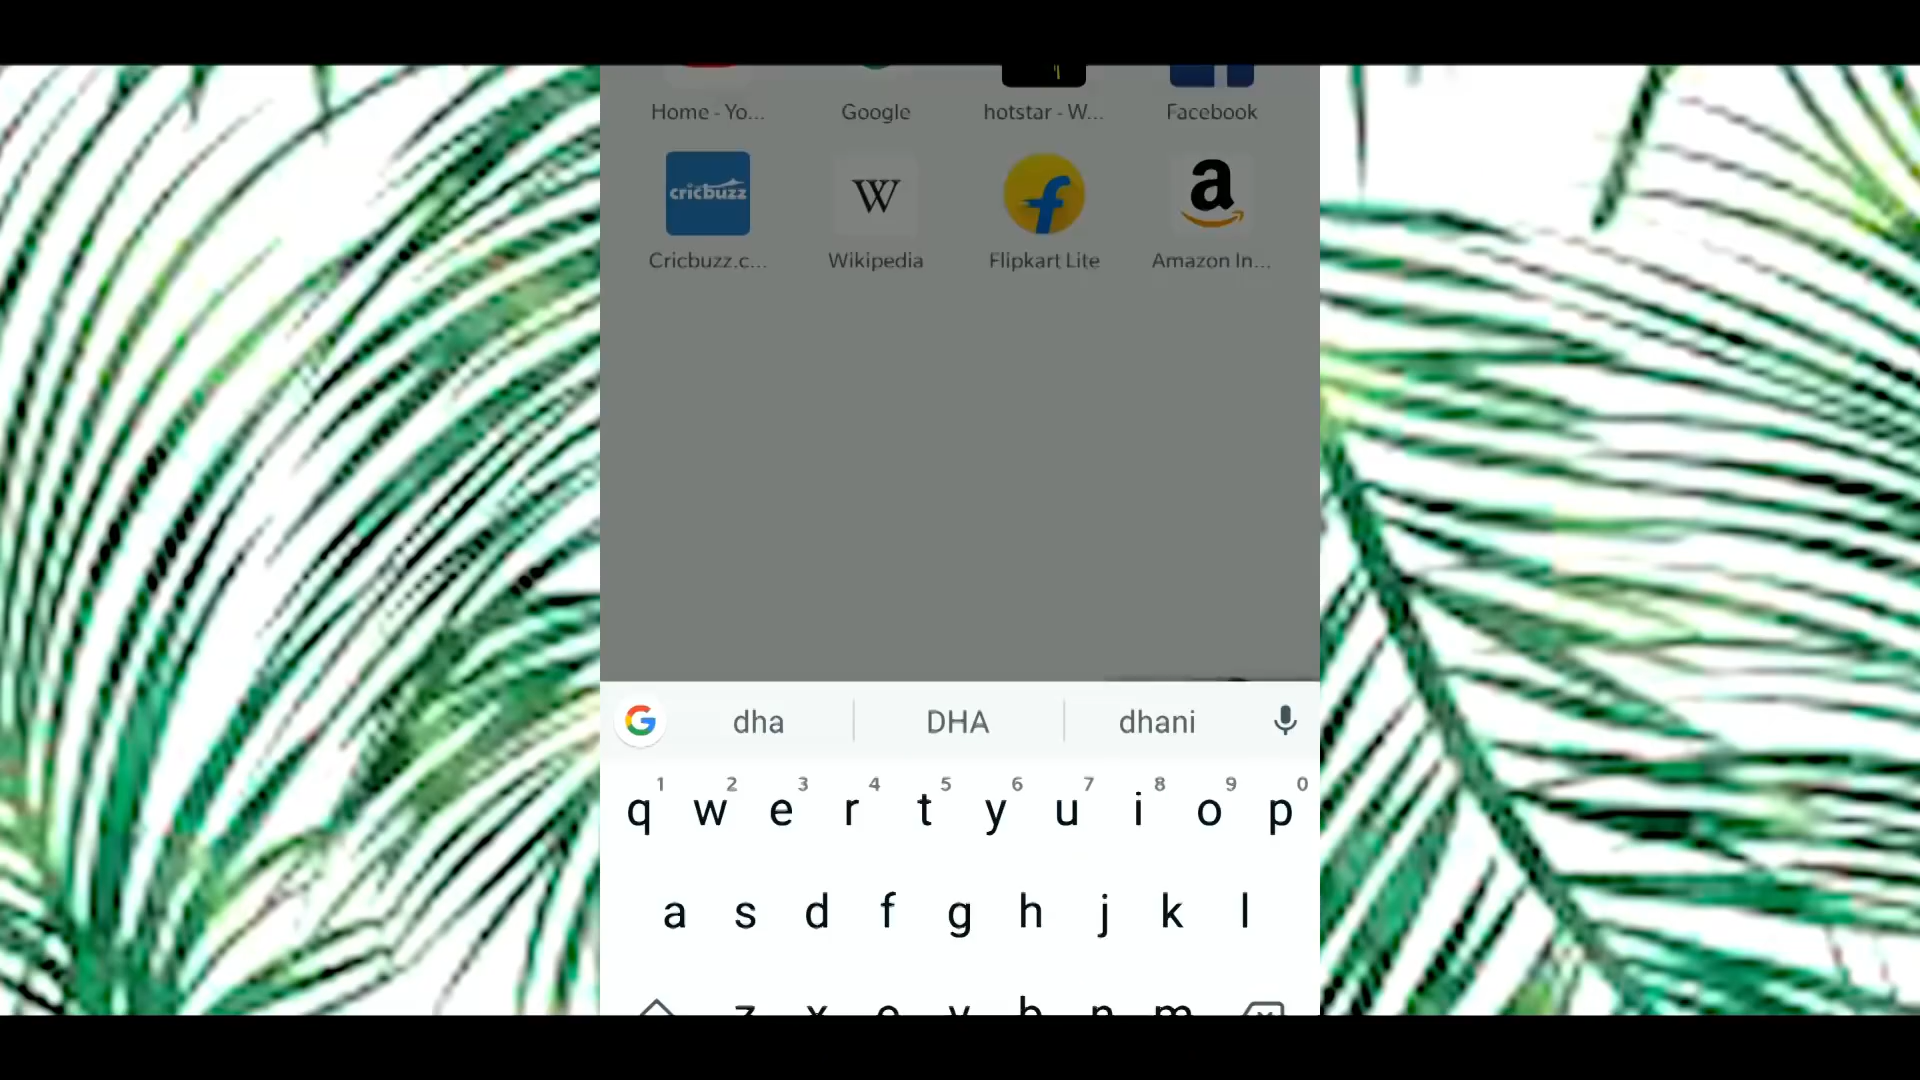 Home - Yo... Google hotstar - W... Facebook
cricbuzz W f a
Cricbuzz.c... Wikipedia Flipkart Lite Amazon In...
G dha DHA dhani
1 2 3 4 5 6 7 8 9 0
q w e r t y u i o p
a s d f g h j k l
z x c v b n m